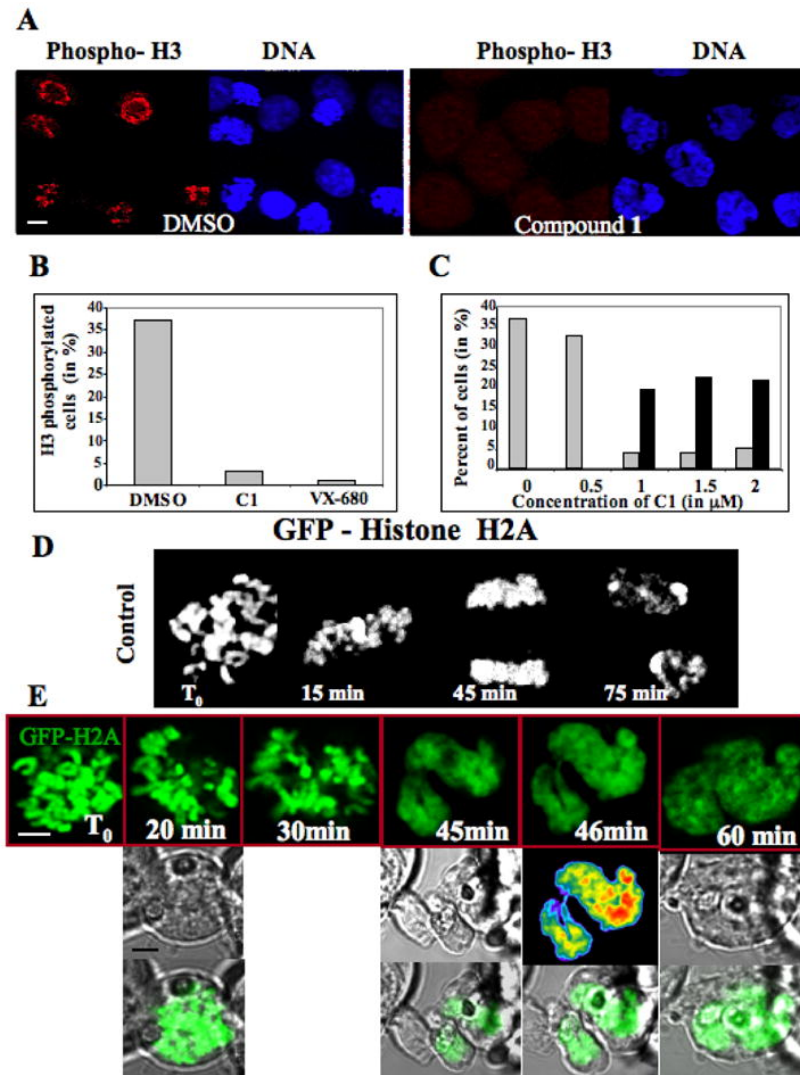 A
Phospho- H3 DNA Phospho- H3 DNA
DMSO Compound 1
B C
H3 phosphorylated
cells (in %)
40
35
30
25
20
15
10
5
0
DMSO C1 VX-680
Percent of cells (in %)
40
35
30
25
20
15
10
5
0
0 0.5 1 1.5 2
Concentration of C1 (in μM)
GFP - Histone H2A
D
Control
T0 15 min 45 min 75 min
E
GFP-H2A
T0 20 min 30min 45min 46min 60 min